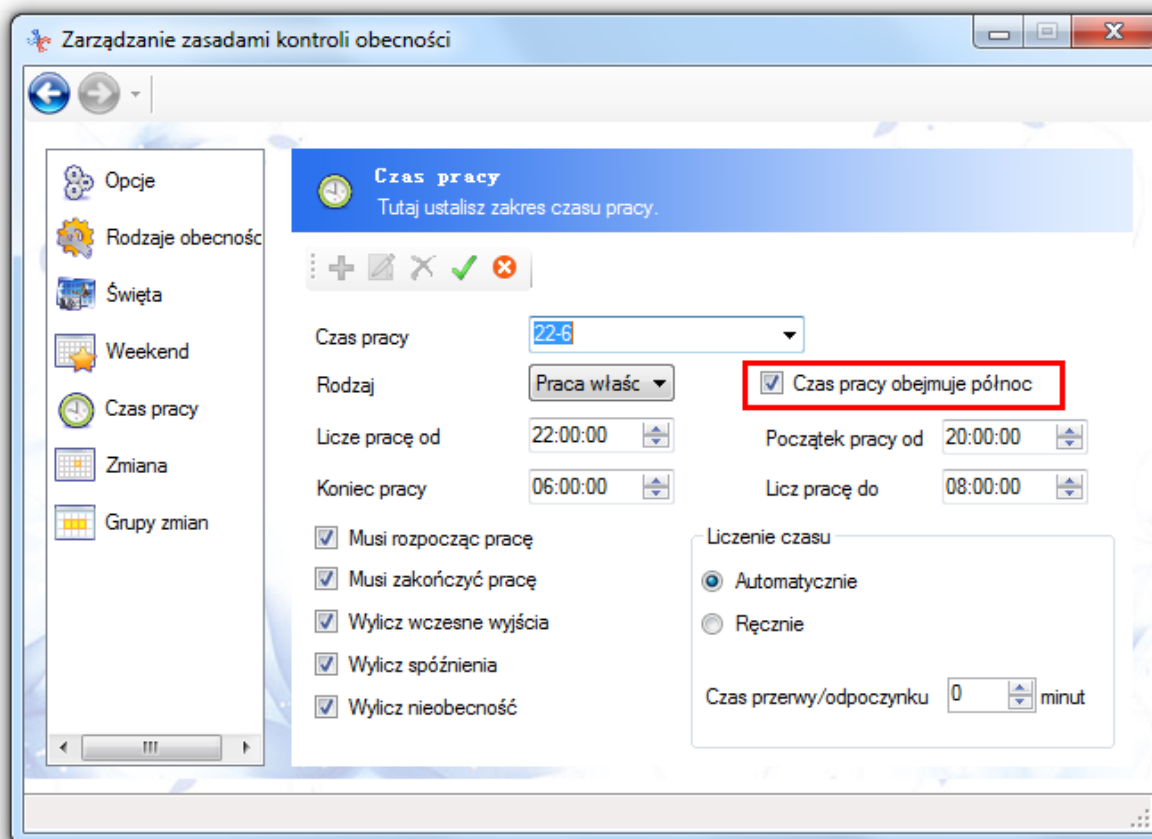 Zarządzanie zasadami kontroli obecności
Opcje
Rodzaje obecnośc
Święta
Weekend
Czas pracy
Zmiana
Grupy zmian
Czas pracy
Tutaj ustalisz zakres czasu pracy.
Czas pracy 22-6
Rodzaj Praca właśc Czas pracy obejmuje północ
Licze pracę od 22:00:00 Początek pracy od 20:00:00
Koniec pracy 06:00:00 Licz pracę do 08:00:00
Musi rozpocząc pracę
Musi zakończyć pracę
Wylicz wczesne wyjścia
Wylicz spóźnienia
Wylicz nieobecność
Liczenie czasu
Automatycznie
Ręcznie
Czas przerwy/odpoczynku 0 minut